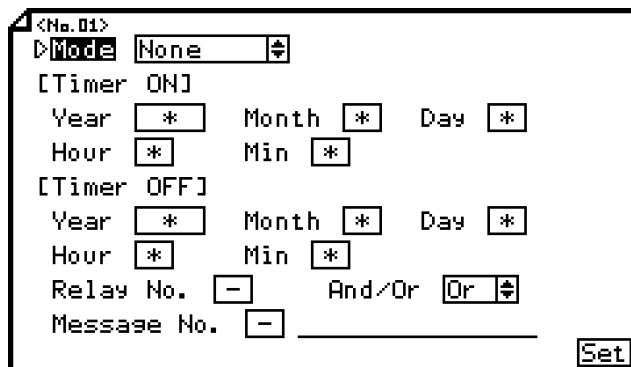 <No.01>
Mode None
[Timer ON]
Year * Month * Day *
Hour * Min *
[Timer OFF]
Year * Month * Day *
Hour * Min *
Relay No. - And/Or Or
Message No. -
Set